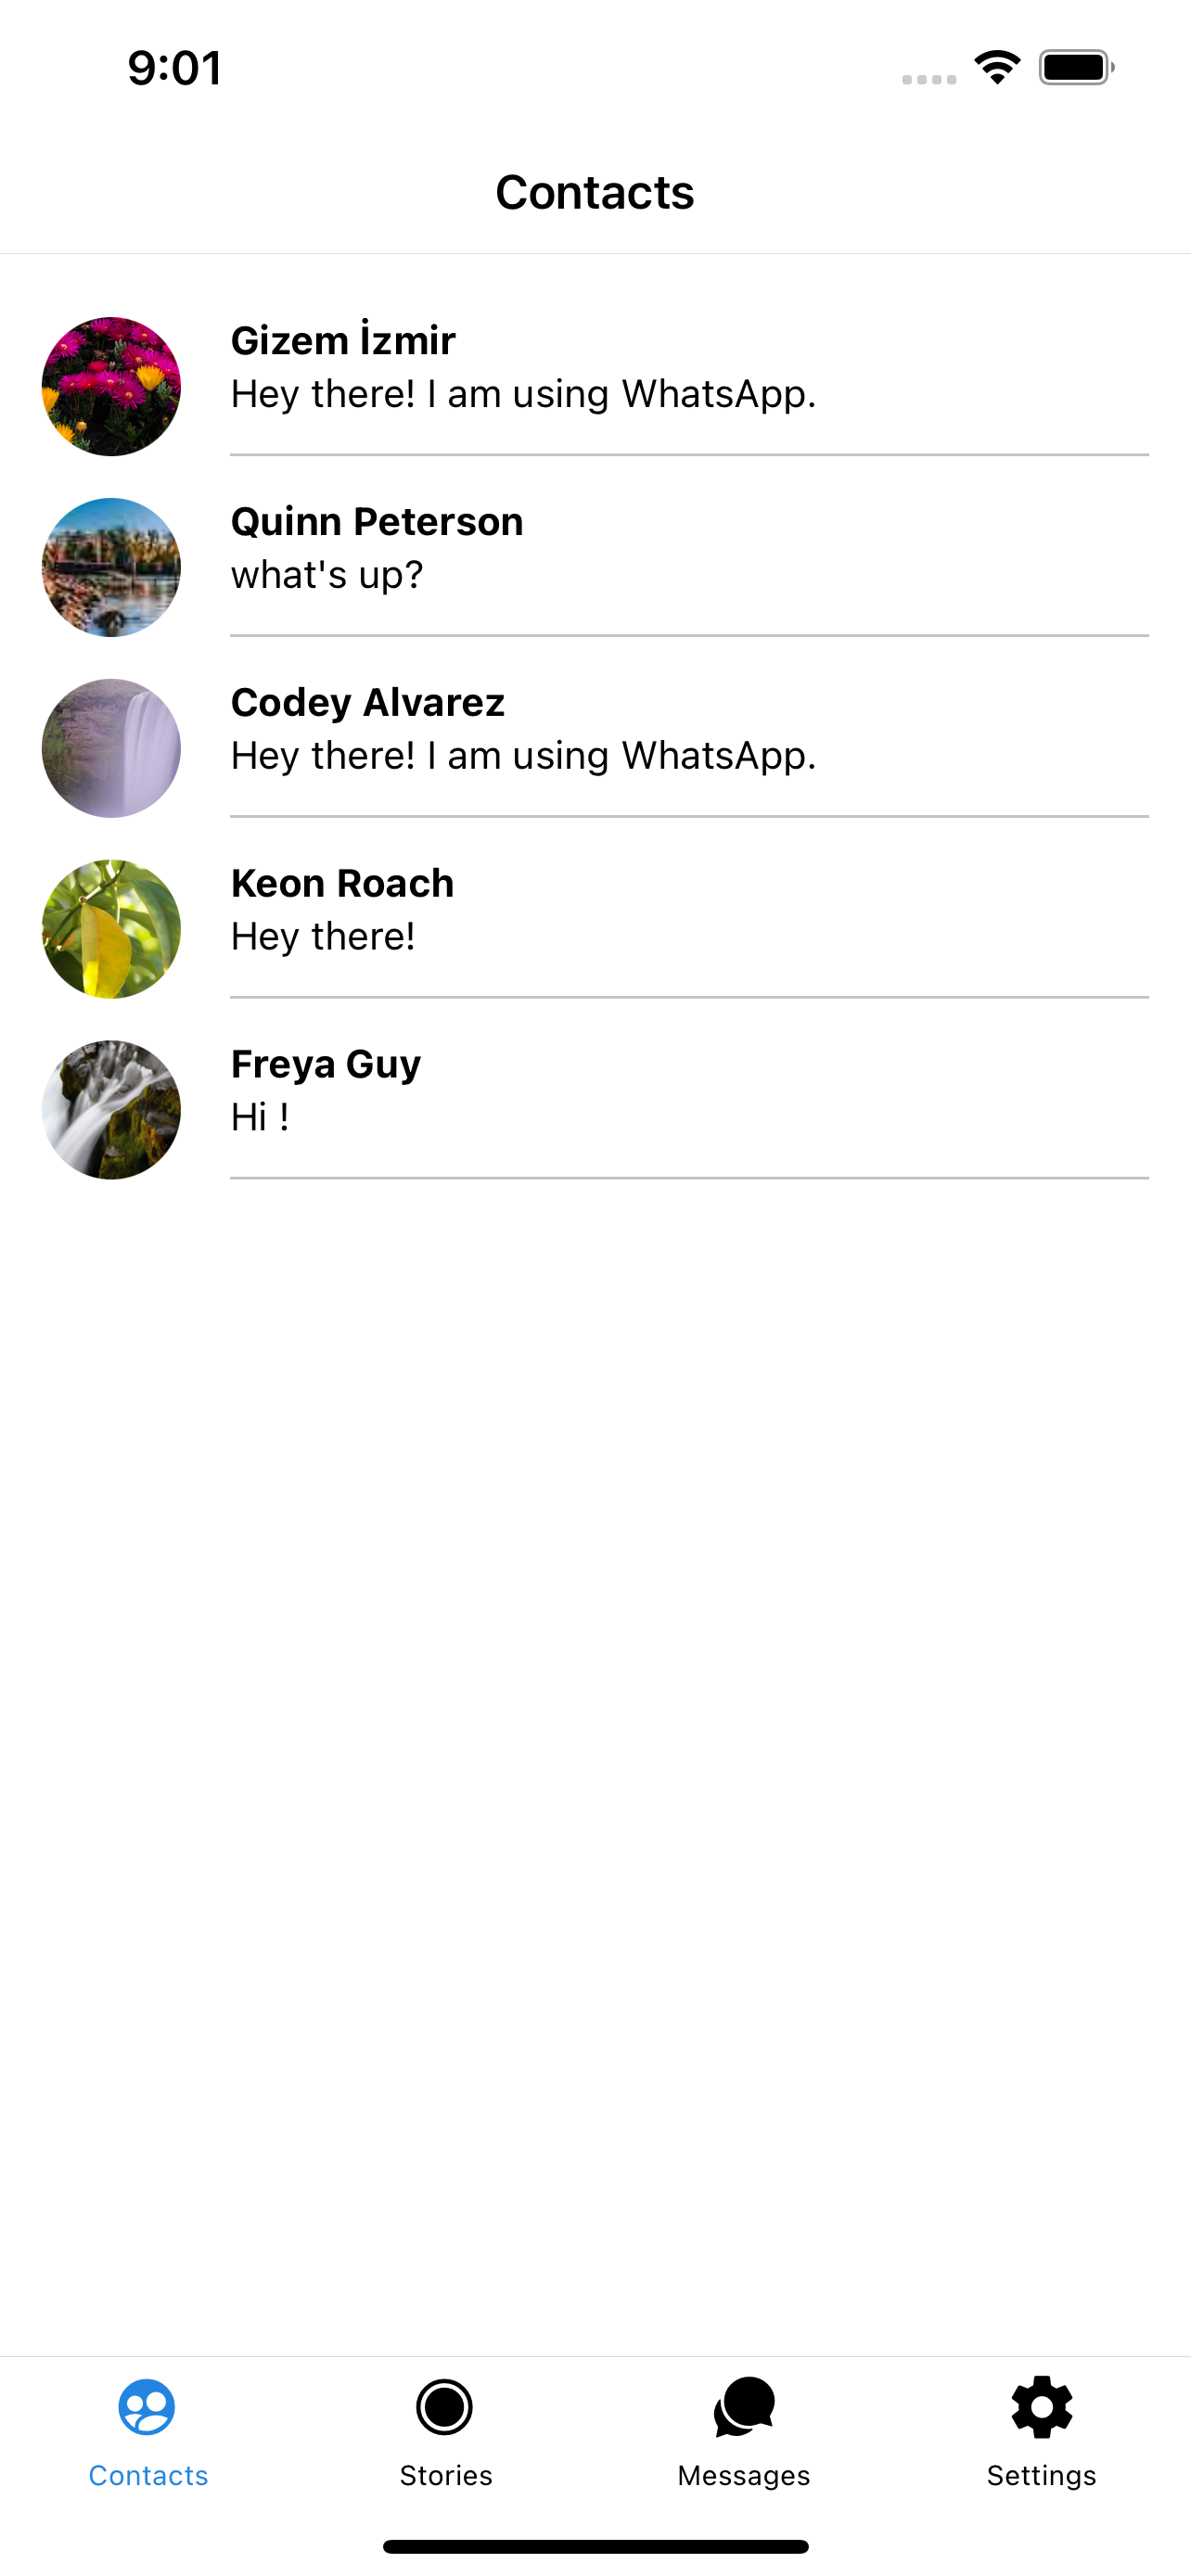 9:01
Contacts
Gizem İzmir
Hey there! I am using WhatsApp.
Quinn Peterson
what's up?
Codey Alvarez
Hey there! I am using WhatsApp.
Keon Roach
Hey there!
Freya Guy
Hi !
Contacts
Stories
Messages
Settings